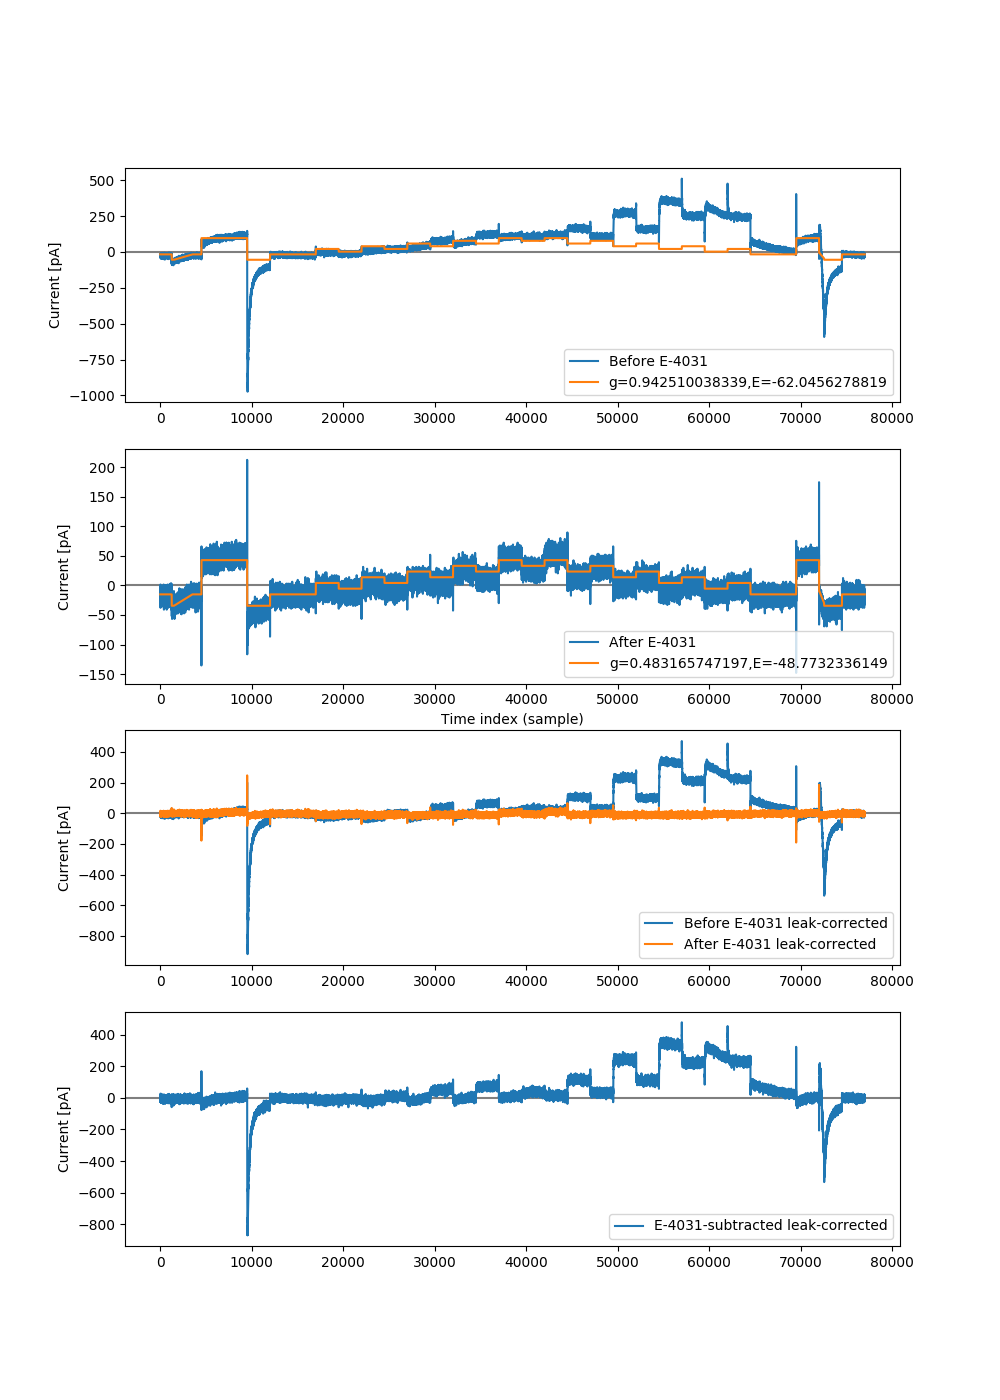 500
250
0
−250
−500
−750
−1000
Current [pA]
Before E-4031
g=0.942510038339,E=-62.0456278819
0 10000 20000 30000 40000 50000 60000 70000 80000
200
150
100
50
0
−50
−100
−150
Current [pA]
After E-4031
g=0.483165747197,E=-48.7732336149
0 10000 20000 30000 40000 50000 60000 70000 80000
Time index (sample)
400
200
0
−200
−400
−600
−800
Current [pA]
Before E-4031 leak-corrected
After E-4031 leak-corrected
0 10000 20000 30000 40000 50000 60000 70000 80000
400
200
0
−200
−400
−600
−800
Current [pA]
E-4031-subtracted leak-corrected
0 10000 20000 30000 40000 50000 60000 70000 80000